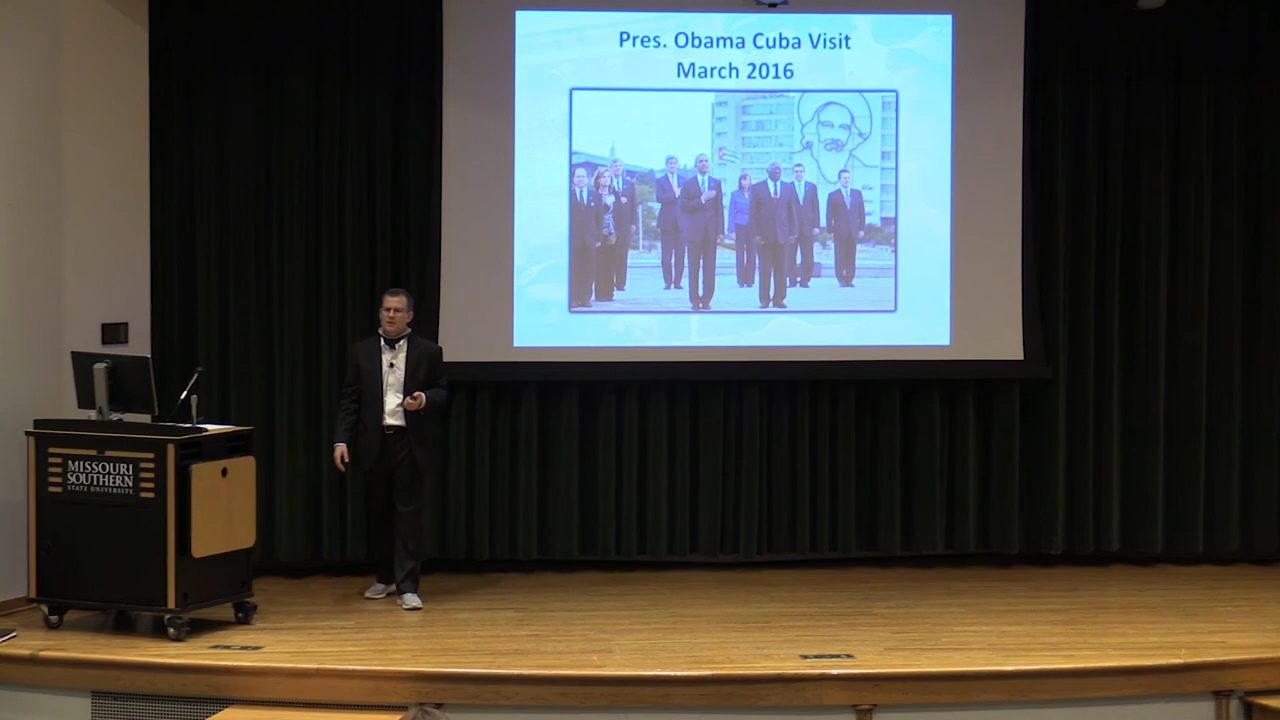 Pres. Obama Cuba Visit
March 2016
MISSOURI
SOUTHERN
STATE UNIVERSITY.